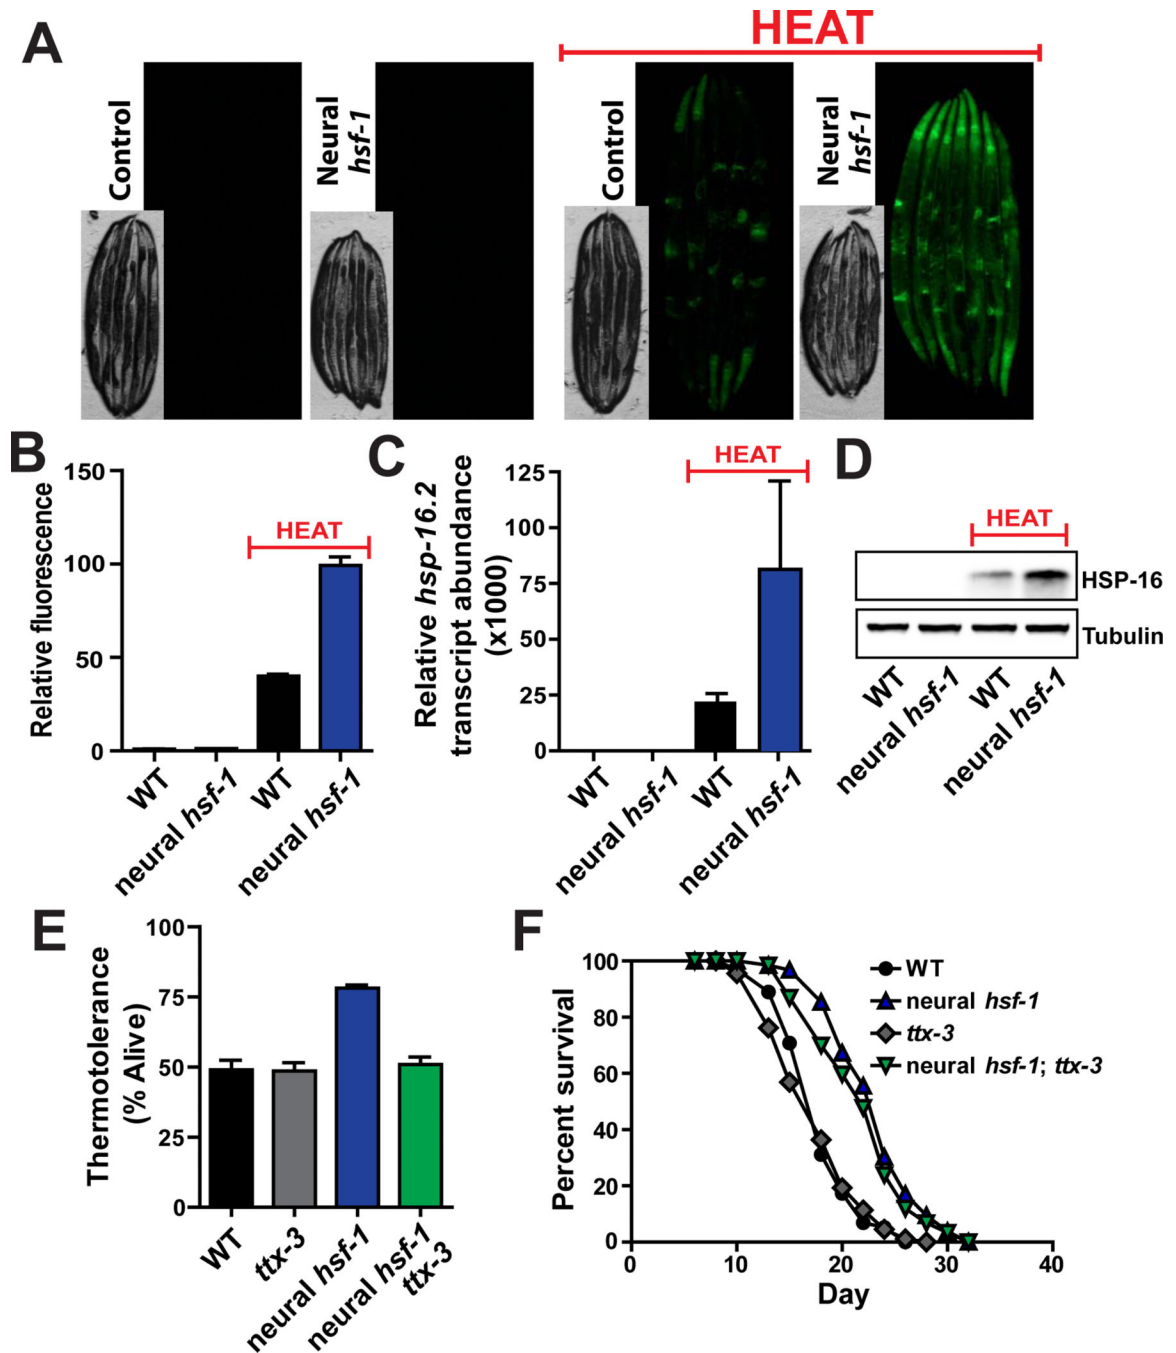 A
HEAT
Control
Neural
hsf-1
Control
Neural
hsf-1
B
Relative fluorescence
150
100
50
0
HEAT
WT
neural hsf-1
WT
neural hsf-1
C
Relative hsp-16.2
transcript abundance
(x1000)
125
100
75
50
25
0
HEAT
WT
neural hsf-1
WT
neural hsf-1
D
HEAT
HSP-16
Tubulin
WT
neural hsf-1
WT
neural hsf-1
E
Thermotolerance
(% Alive)
100
75
50
25
0
WT
ttx-3
neural hsf-1
neural hsf-1
ttx-3
F
Percent survival
100
80
60
40
20
0
WT
neural hsf-1
ttx-3
neural hsf-1; ttx-3
0
10
20
30
40
Day